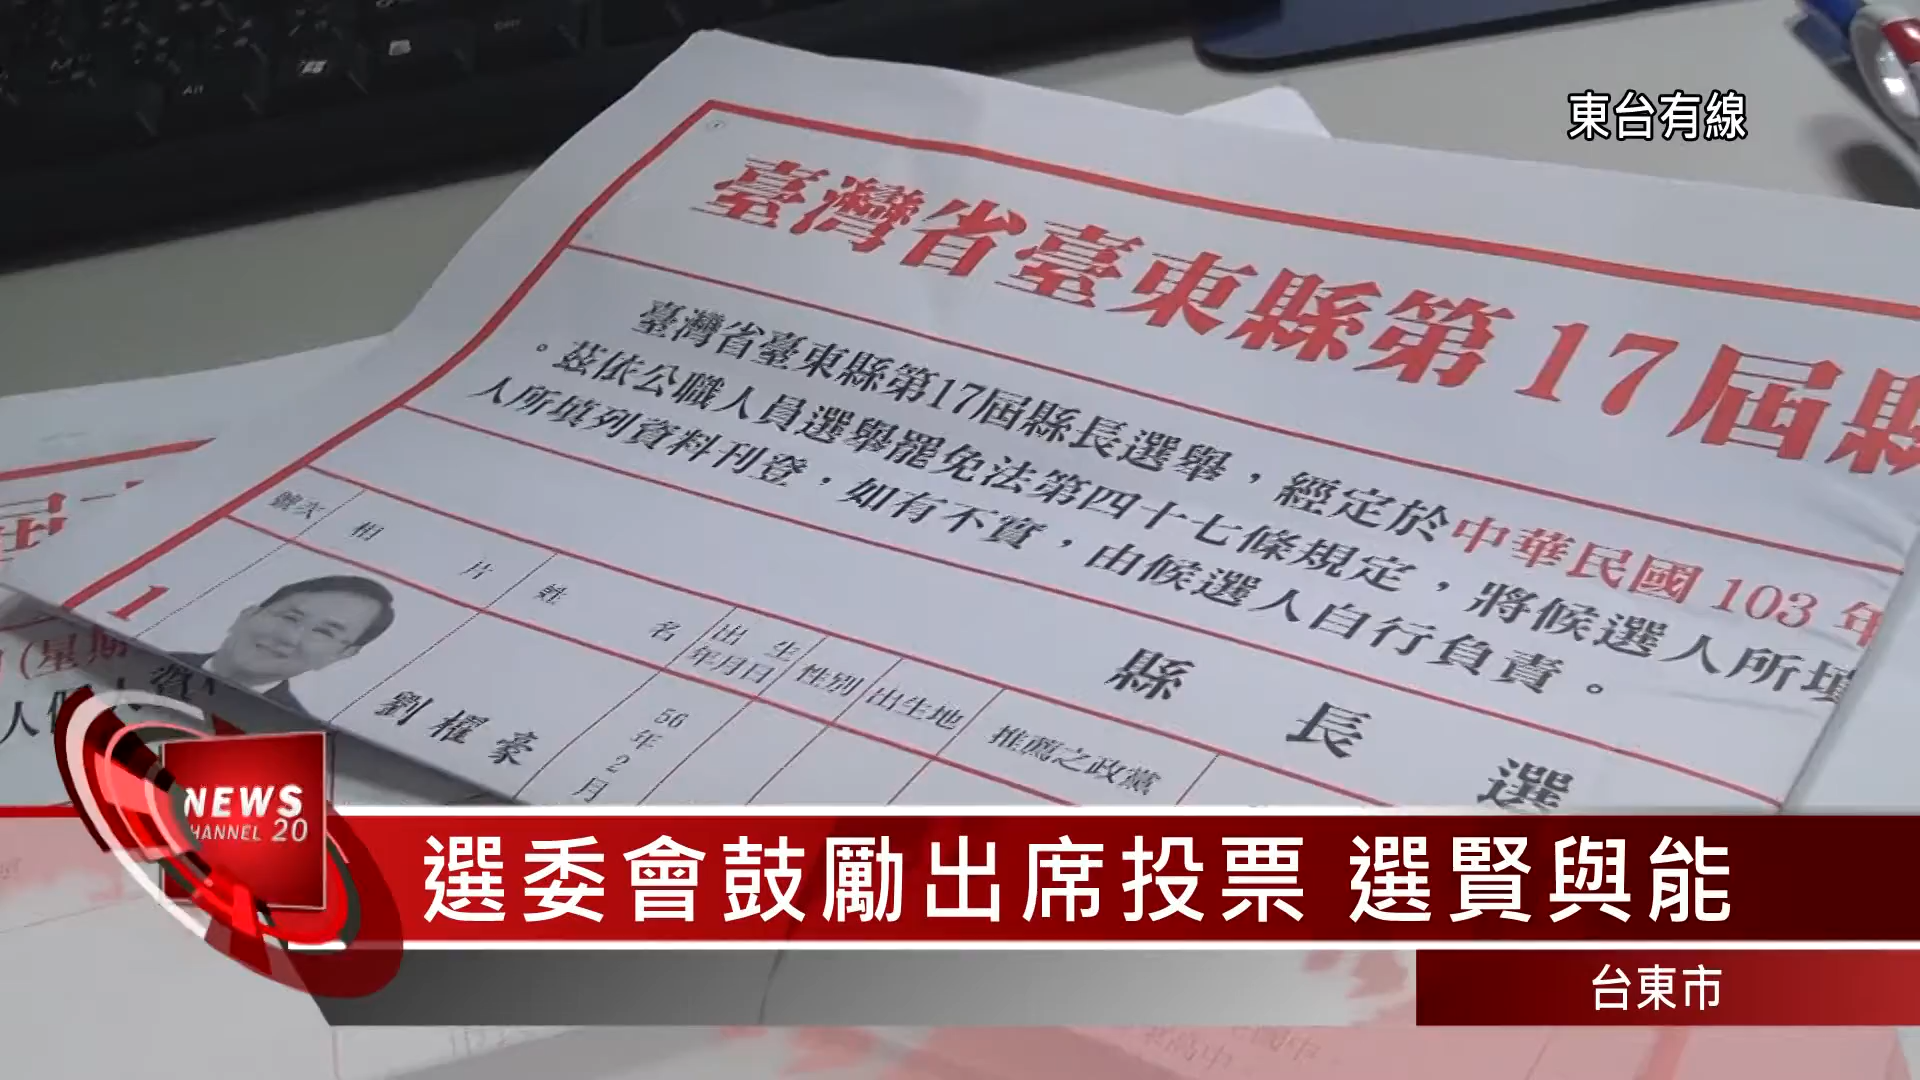 東台有線
臺灣省臺東縣第17屆縣
臺灣省臺東縣第17屆縣長選舉，經定於中華民國103年
。茲依公職人員選舉罷免法第四十七條規定，將候選人所填
人所填列資料刊登，如有不實，由候選人自行負責。
縣長選
號次
相片
姓名
出生
年月日
性別
出生地
推薦之政黨
1
劉櫂豪
56
年
2
月
(星期
NEWS
HANNEL 20
選委會鼓勵出席投票 選賢與能
台東市